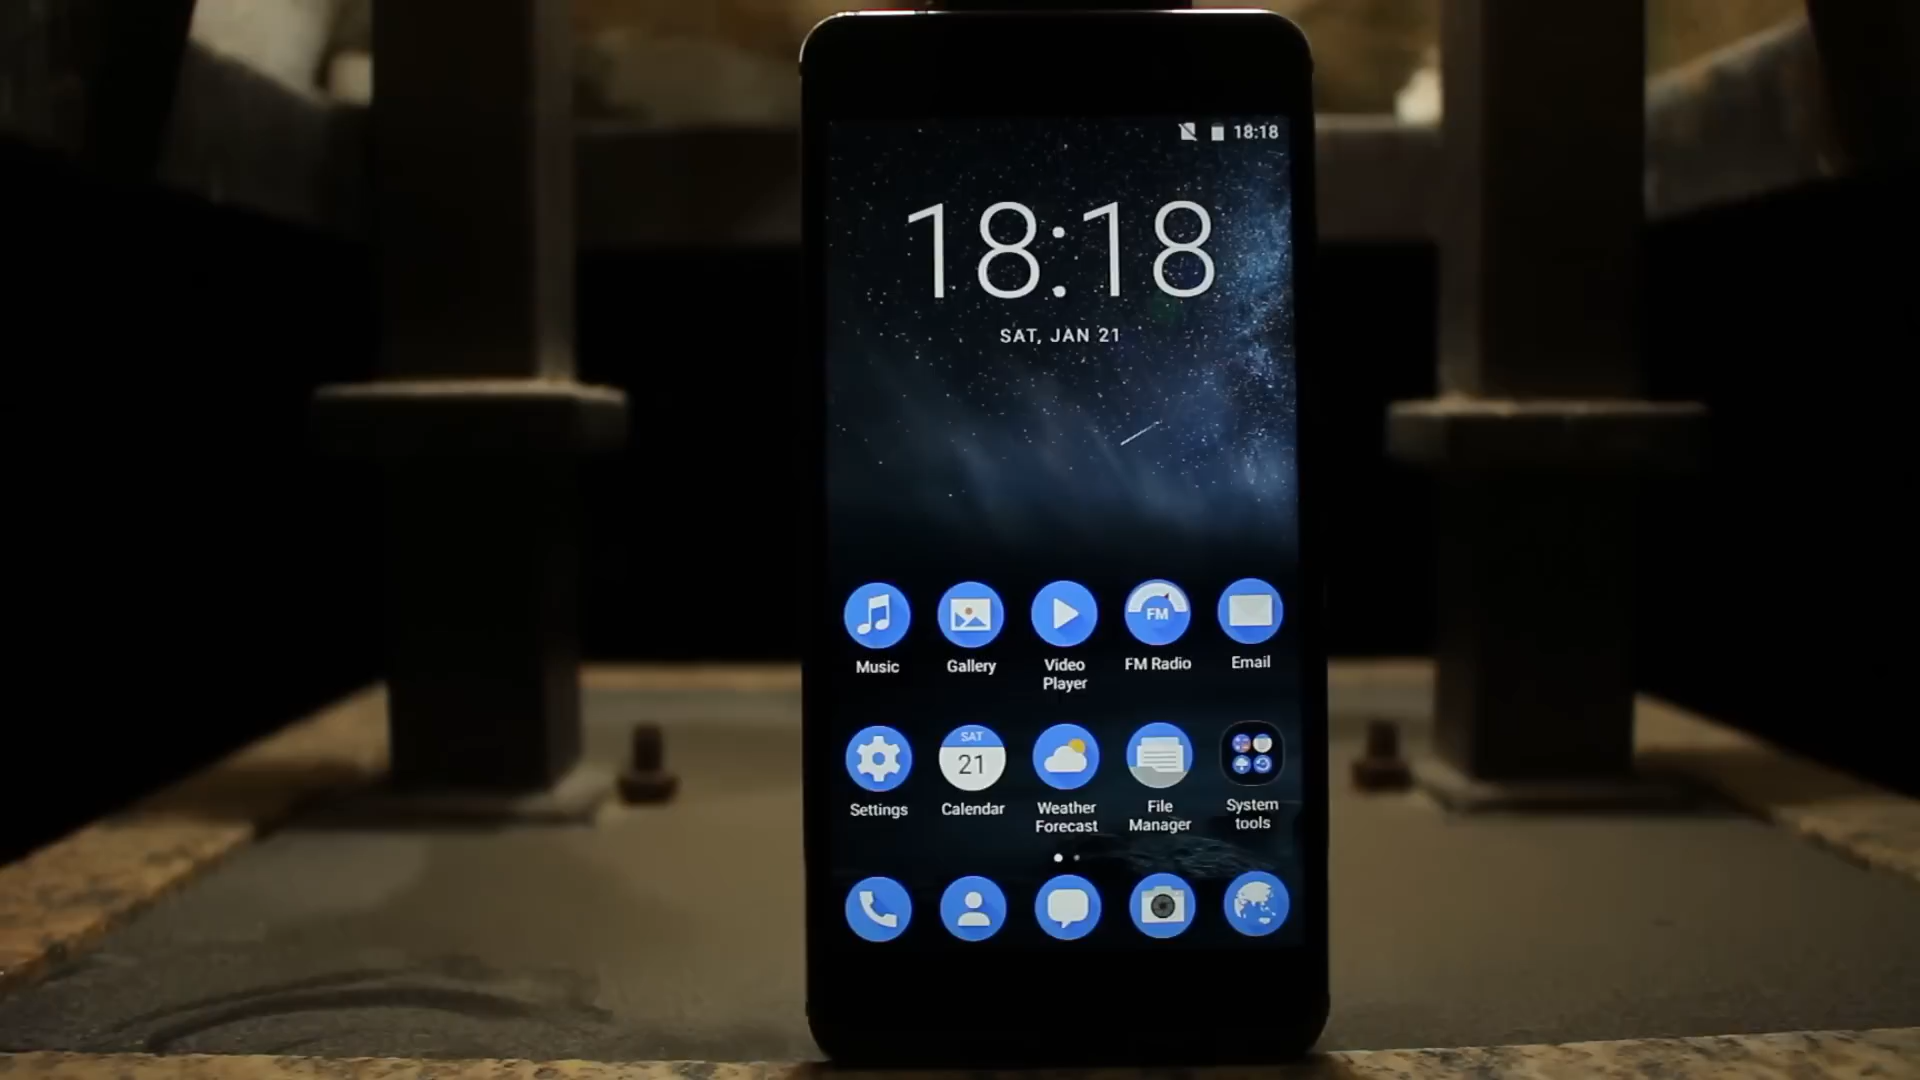 18:18
18:18
SAT, JAN 21
Music
Gallery
Video
Player
FM
FM Radio
Email
Settings
SAT
21
Calendar
Weather
Forecast
File
Manager
System
tools